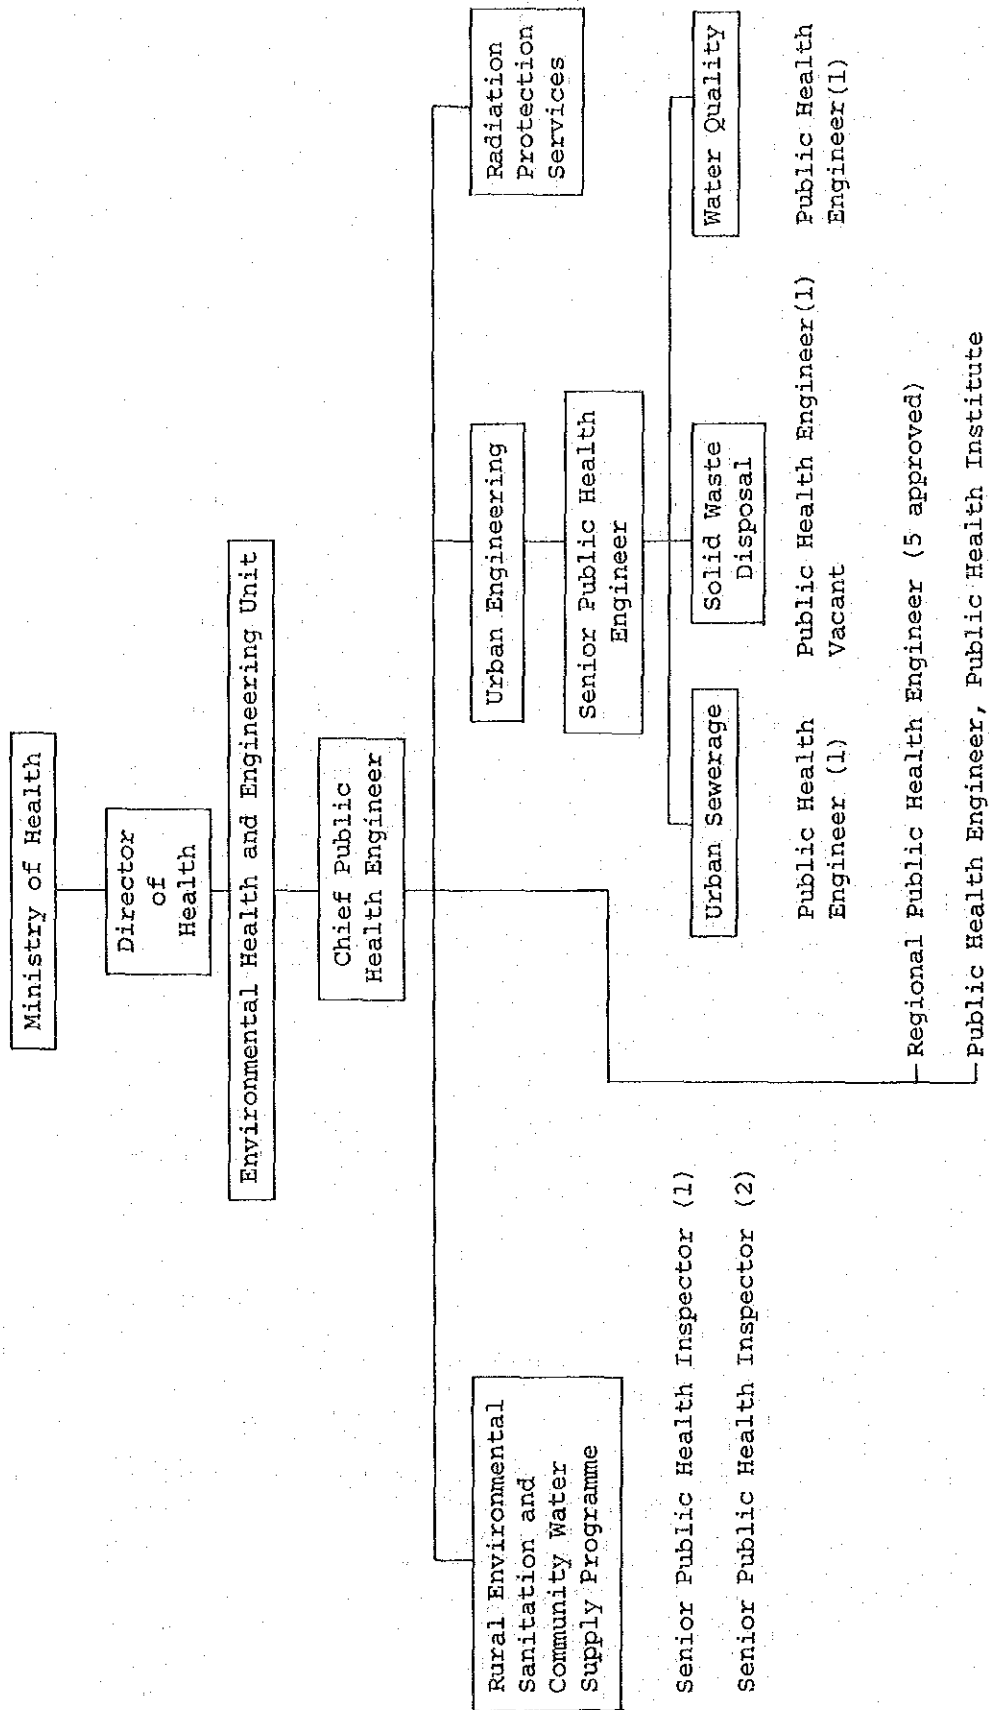 Ministry of Health
Director
of
Health
Environmental Health and Engineering Unit
Chief Public
Health Engineer
Rural Environmental
Sanitation and
Community Water
Supply Programme
Senior Public Health Inspector (1)
Senior Public Health Inspector (2)
Urban Engineering
Senior Public Health
Engineer
Radiation
Protection
Services
Urban Sewerage
Public Health
Engineer (1)
Solid Waste
Disposal
Public Health Engineer(1)
Vacant
Water Quality
Public Health
Engineer(1)
Regional Public Health Engineer (5 approved)
Public Health Engineer, Public Health Institute